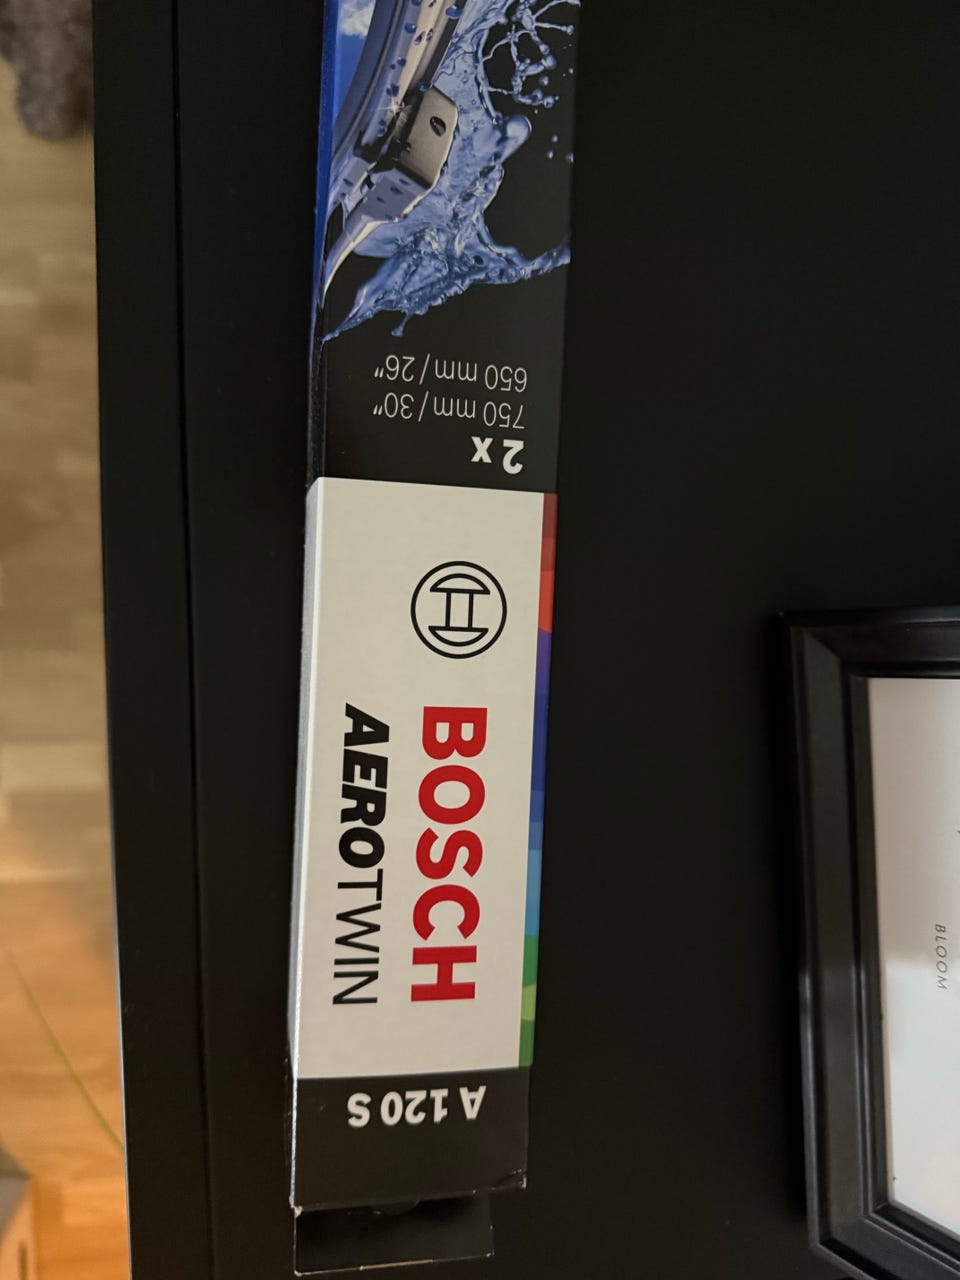 2 x
750 mm / 30"
650 mm / 26"
BOSCH
AEROTWIN
A 120 S
BLOOM